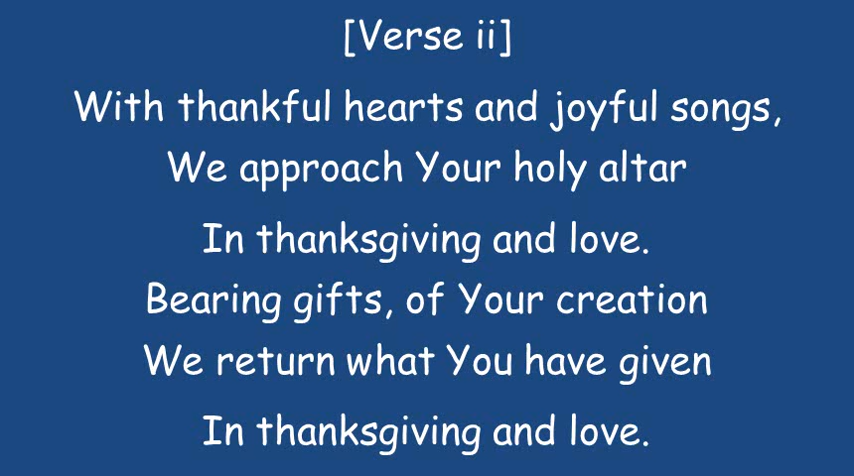 [Verse ii]
With thankful hearts and joyful songs,
We approach Your holy altar
In thanksgiving and love.
Bearing gifts, of Your creation
We return what You have given
In thanksgiving and love.